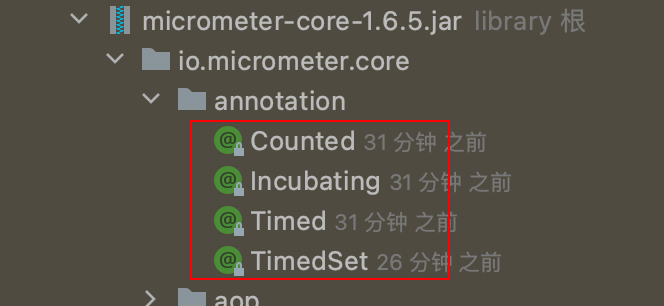 micrometer-core-1.6.5.jar library 根
io.micrometer.core
annotation
Counted 31 分钟 之前
Incubating 31 分钟 之前
Timed 31 分钟 之前
TimedSet 26 分钟 之前
aop